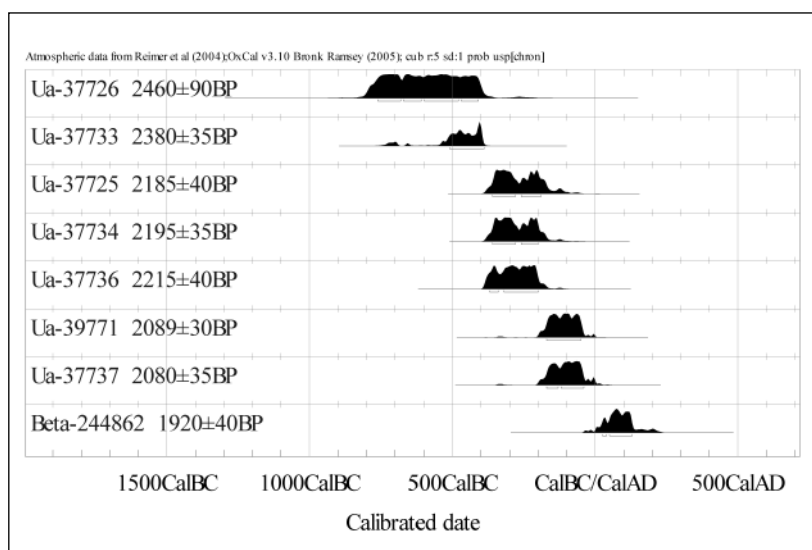 Atmospheric data from Reimer et al (2004);OxCal v3.10 Bronk Ramsey (2005); cub r:5 sd:1 prob usp[chron]
Ua-37726 2460±90BP
Ua-37733 2380±35BP
Ua-37725 2185±40BP
Ua-37734 2195±35BP
Ua-37736 2215±40BP
Ua-39771 2089±30BP
Ua-37737 2080±35BP
Beta-244862 1920±40BP
1500CalBC 1000CalBC 500CalBC CalBC/CalAD 500CalAD
Calibrated date